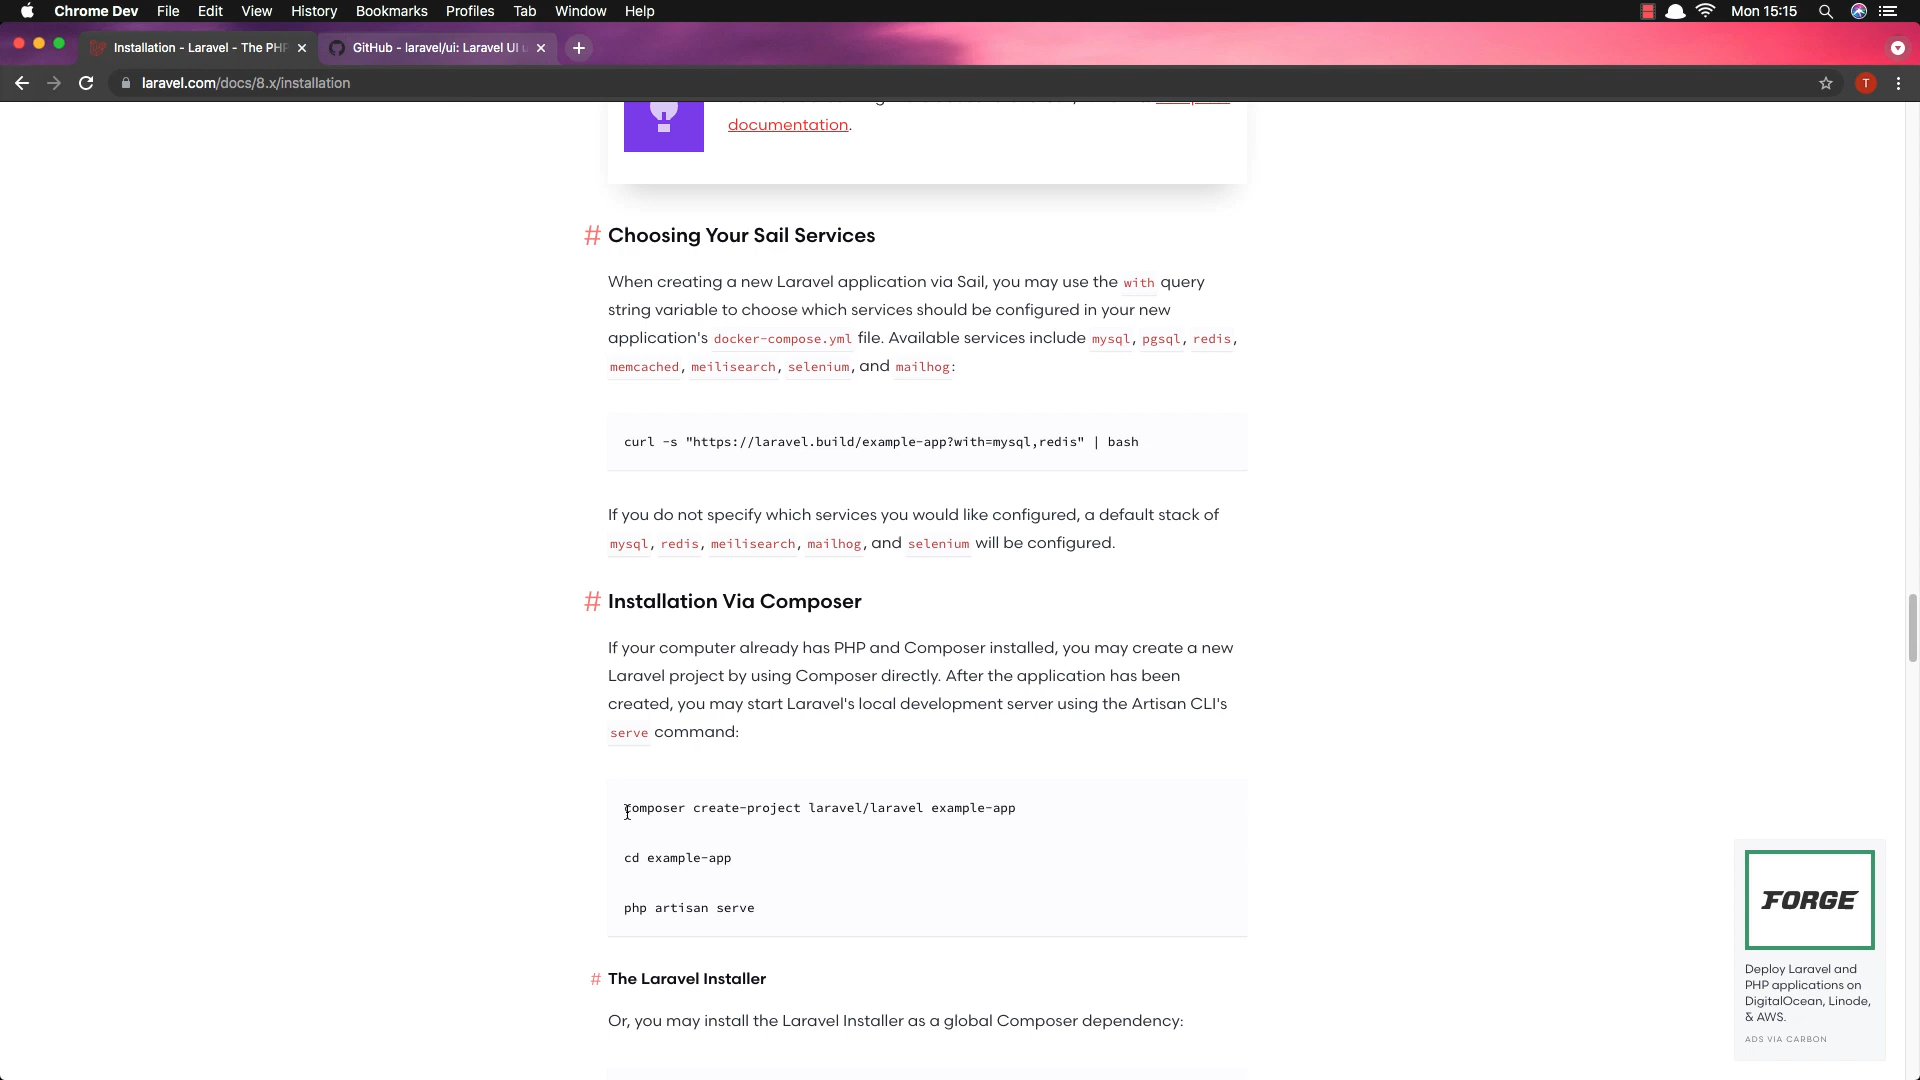 Chrome Dev File Edit View History Bookmarks Profiles Tab Window Help Mon 15:15
Installation - Laravel - The PHP GitHub - laravel/ui: Laravel UI
T
laravel.com/docs/8.x/installation
documentation.
# Choosing Your Sail Services
When creating a new Laravel application via Sail, you may use the with query
string variable to choose which services should be configured in your new
application's docker-compose.yml file. Available services include mysql, pgsql, redis,
memcached, meilisearch, selenium, and mailhog:
curl -s "https://laravel.build/example-app?with=mysql,redis" | bash
If you do not specify which services you would like configured, a default stack of
mysql, redis, meilisearch, mailhog, and selenium will be configured.
# Installation Via Composer
If your computer already has PHP and Composer installed, you may create a new
Laravel project by using Composer directly. After the application has been
created, you may start Laravel's local development server using the Artisan CLI's
serve command:
composer create-project laravel/laravel example-app
cd example-app
php artisan serve
# The Laravel Installer
Or, you may install the Laravel Installer as a global Composer dependency:
FORGE
Deploy Laravel and
PHP applications on
DigitalOcean, Linode,
& AWS.
ADS VIA CARBON